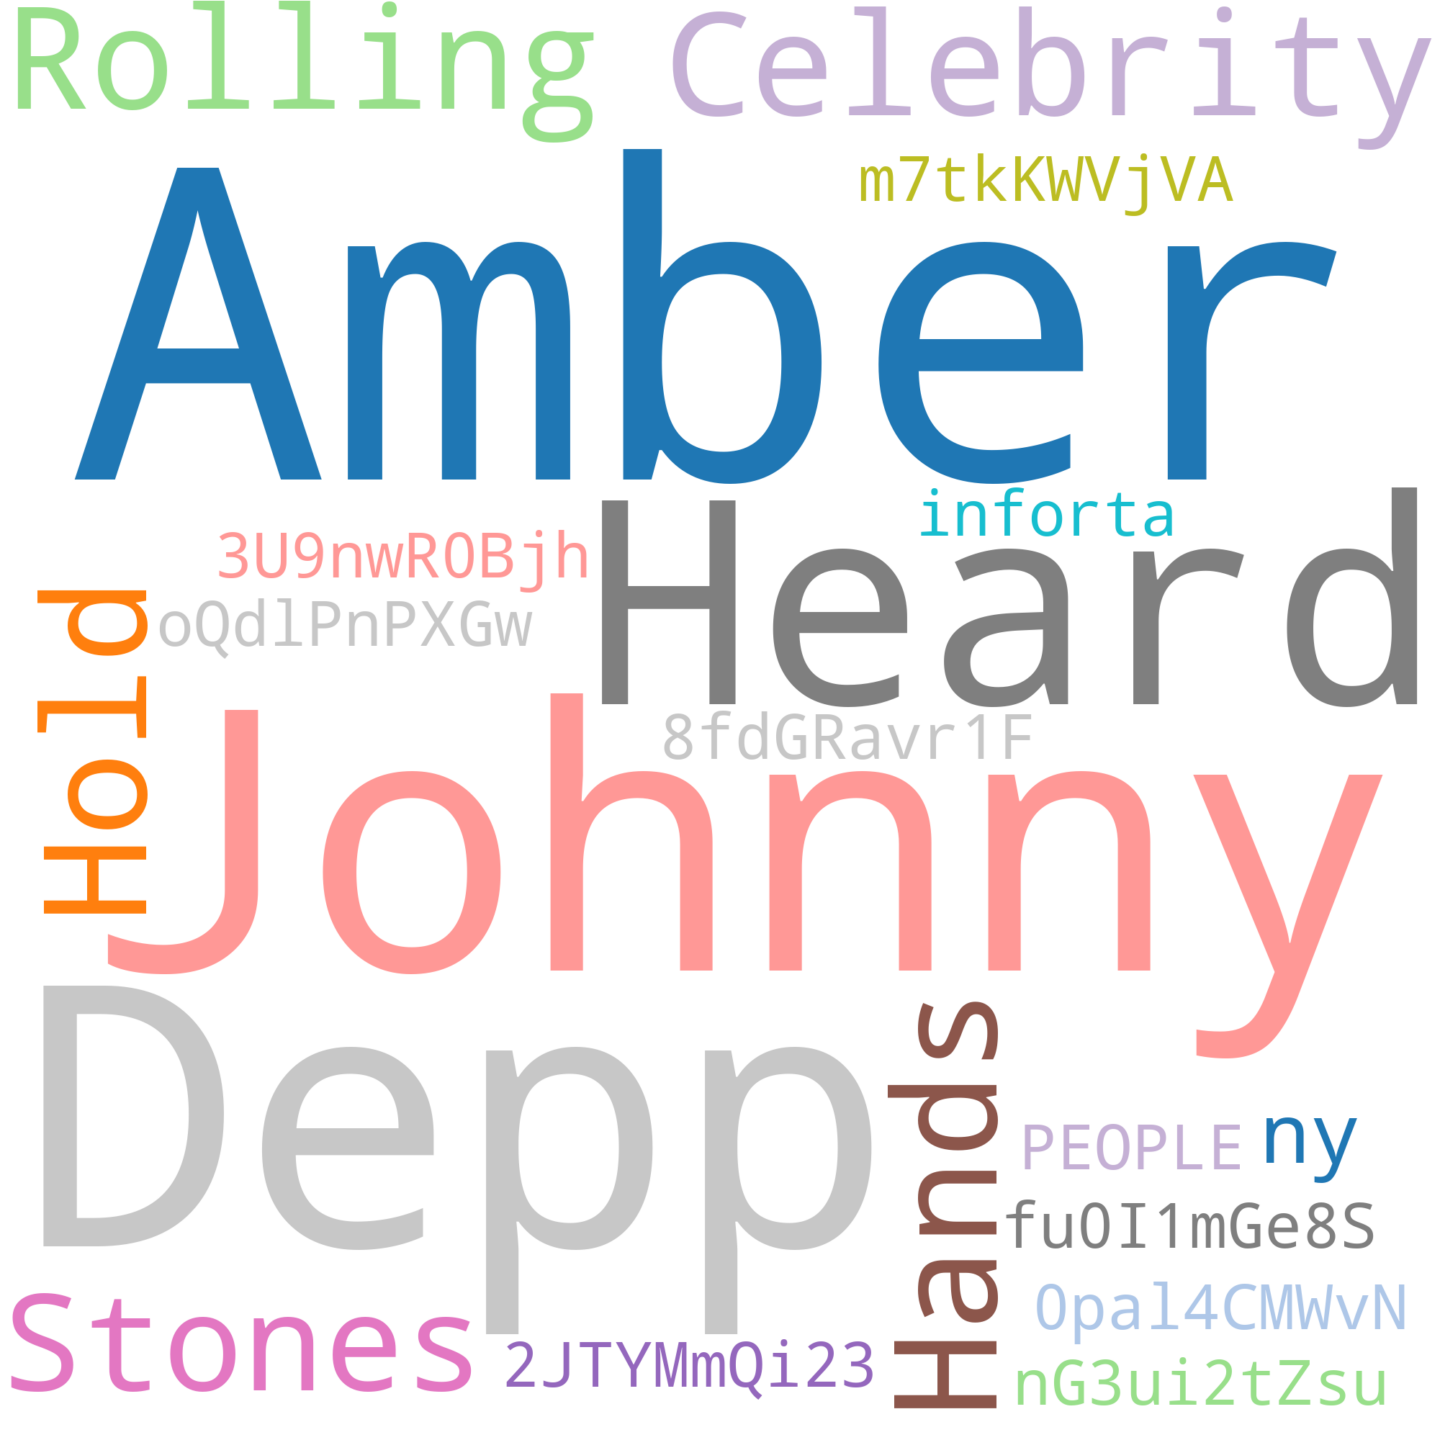 Rolling Celebrity
m7tkKWVjVA
Amber
inforta
Heard
3U9nwR0Bjh
oQdlPnPXGw
Hold
8fdGRavr1F
Johnny
Depp
Hands
PEOPLE ny
fu0I1mGe8S
0pal4CMWvN
Stones
2JTYMmQi23
nG3ui2tZsu